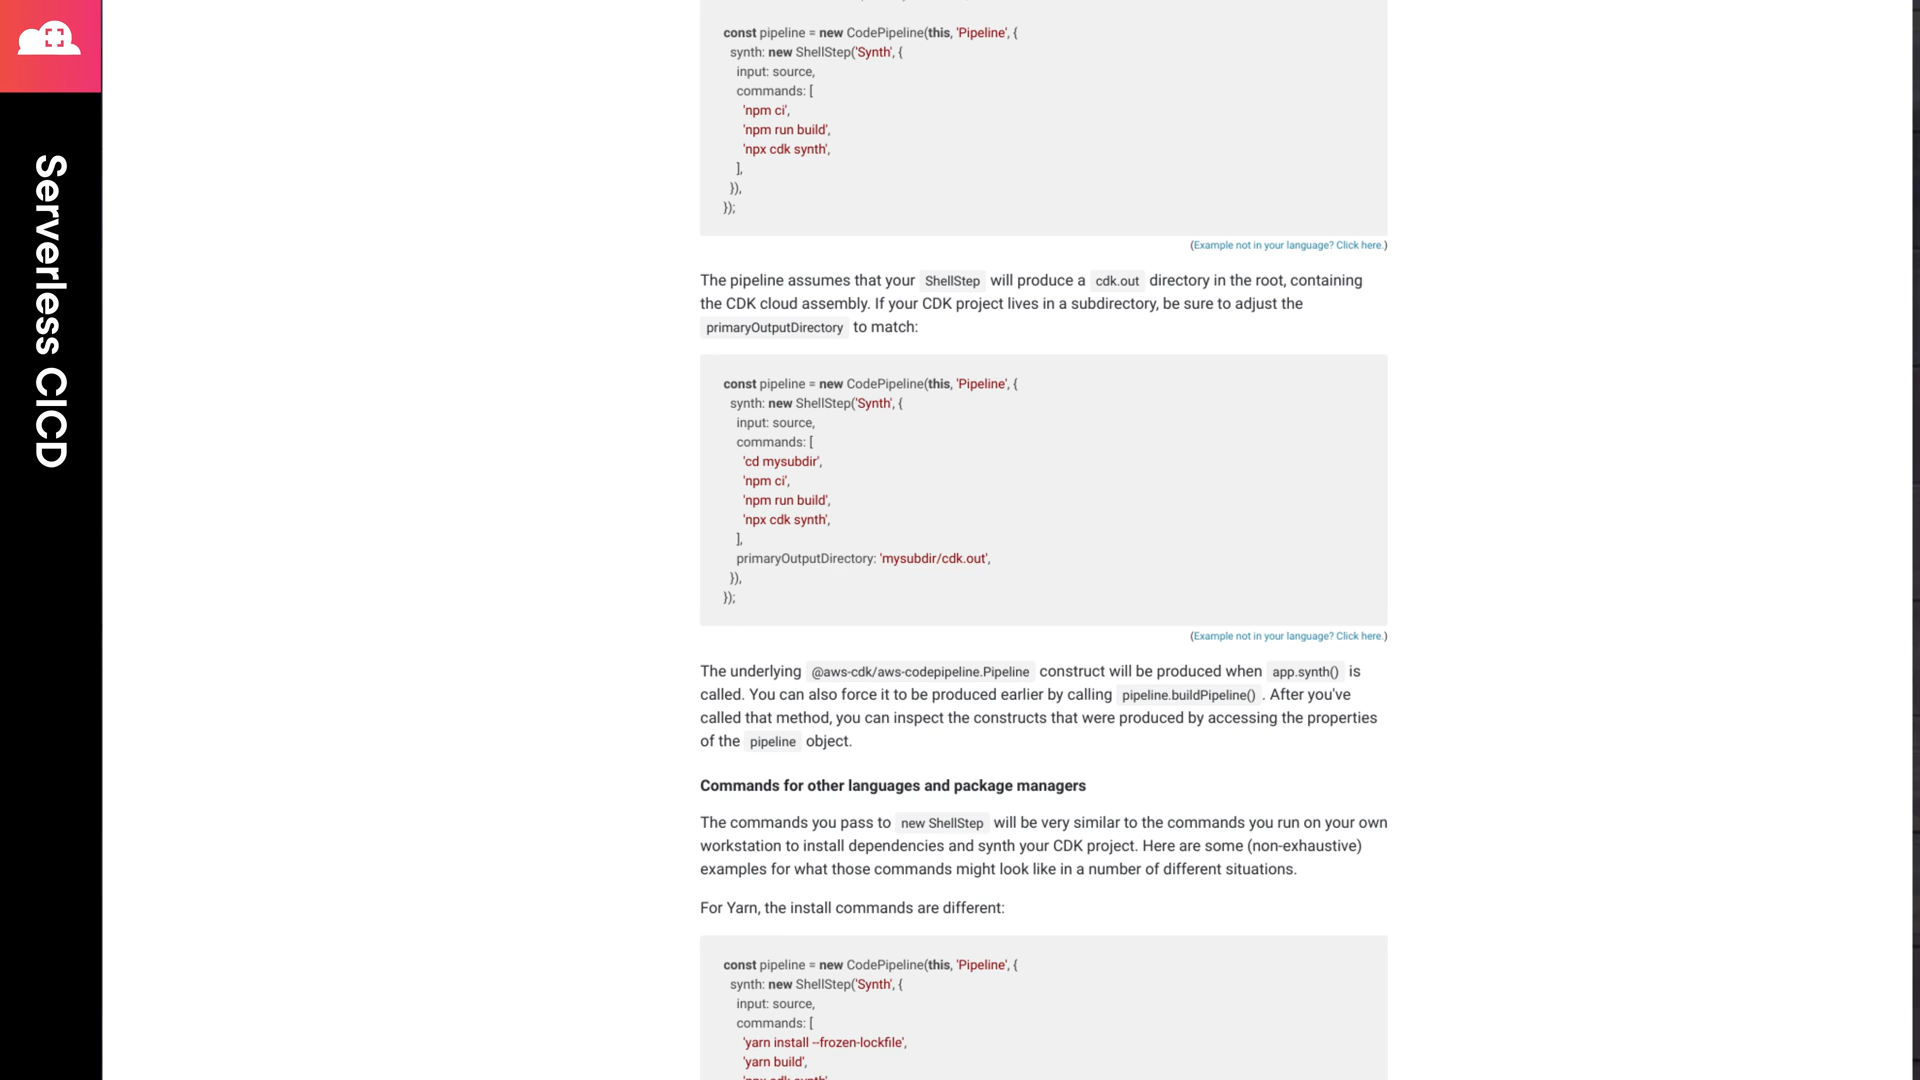 Serverless CICD
const pipeline = new CodePipeline(this, 'Pipeline', {
synth: new ShellStep('Synth', {
input: source,
commands: [
'npm ci',
'npm run build',
'npx cdk synth',
],
}),
});
(Example not in your language? Click here.)
The pipeline assumes that your ShellStep will produce a cdk.out directory in the root, containing
the CDK cloud assembly. If your CDK project lives in a subdirectory, be sure to adjust the
primaryOutputDirectory to match:
const pipeline = new CodePipeline(this, 'Pipeline', {
synth: new ShellStep('Synth', {
input: source,
commands: [
'cd mysubdir',
'npm ci',
'npm run build',
'npx cdk synth',
],
primaryOutputDirectory: 'mysubdir/cdk.out',
}),
});
(Example not in your language? Click here.)
The underlying @aws-cdk/aws-codepipeline.Pipeline construct will be produced when app.synth() is
called. You can also force it to be produced earlier by calling pipeline.buildPipeline() . After you've
called that method, you can inspect the constructs that were produced by accessing the properties
of the pipeline object.
Commands for other languages and package managers
The commands you pass to new ShellStep will be very similar to the commands you run on your own
workstation to install dependencies and synth your CDK project. Here are some (non-exhaustive)
examples for what those commands might look like in a number of different situations.
For Yarn, the install commands are different:
const pipeline = new CodePipeline(this, 'Pipeline', {
synth: new ShellStep('Synth', {
input: source,
commands: [
'yarn install --frozen-lockfile',
'yarn build',
'npx cdk synth',